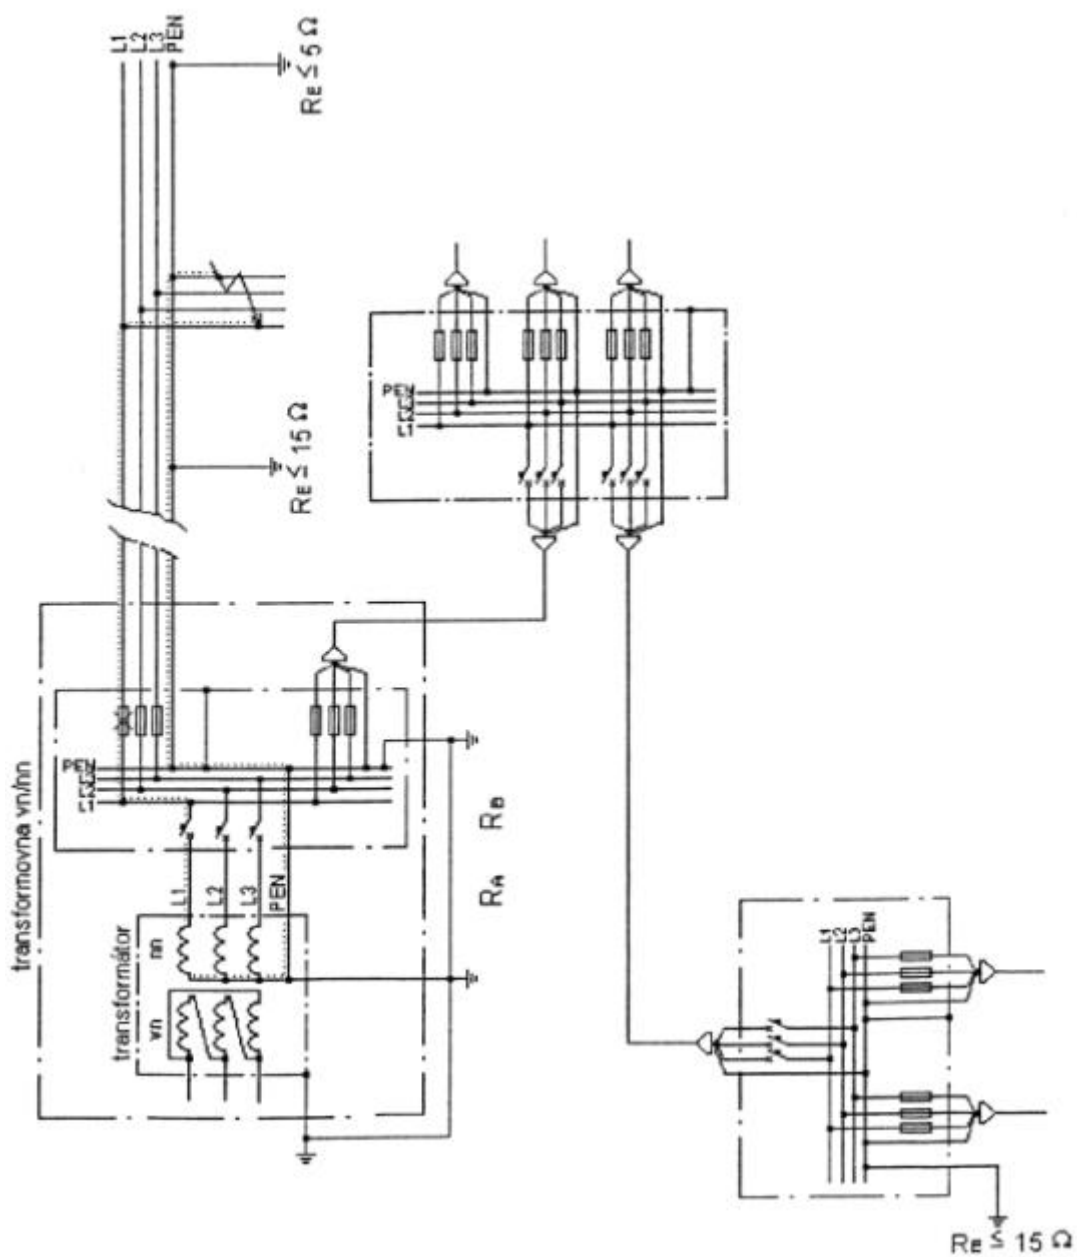 L1
L2
L3
PEN
RE ≤ 5 Ω
RE ≤ 15 Ω
PEN
L3
L2
L1
PEN
L3
L2
L1
transformovna vn/nn
L1
L2
L3
PEN
RA
RB
transformátor
nn
vn
L1
L2
L3
PEN
RE ≤ 15 Ω